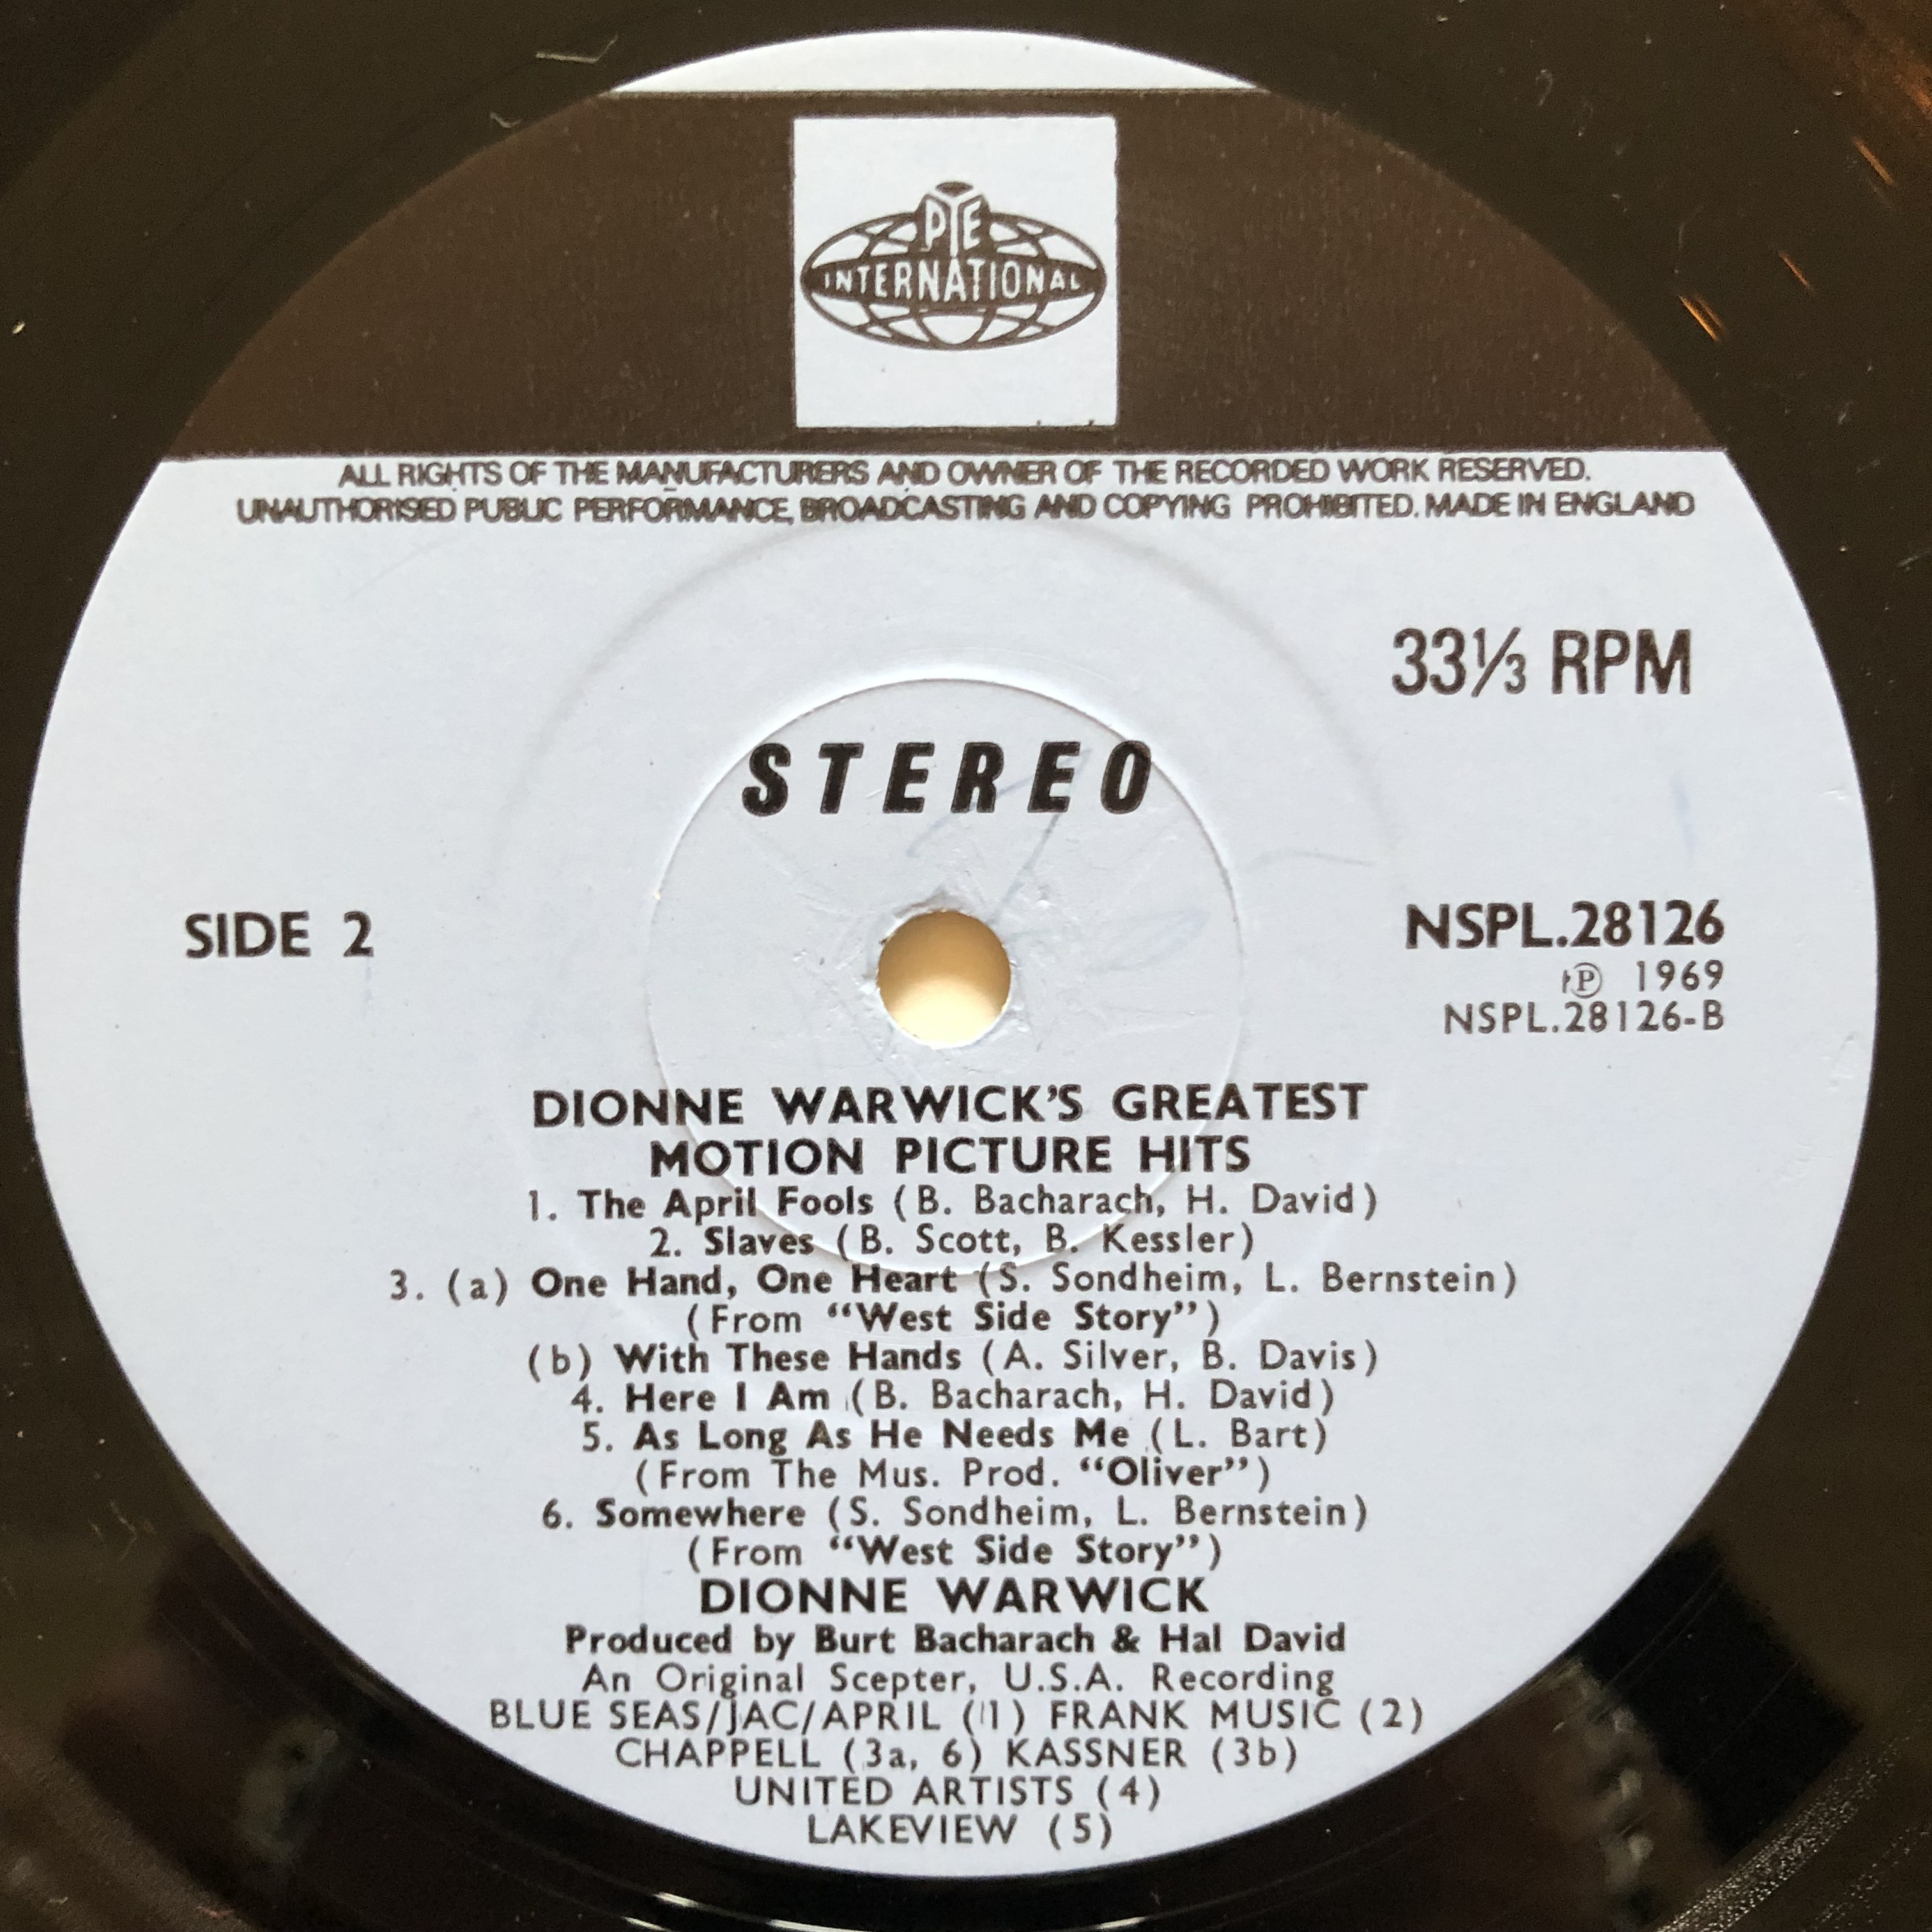 PYE
INTERNATIONAL
ALL RIGHTS OF THE MANUFACTURERS AND OWNER OF THE RECORDED WORK RESERVED.
UNAUTHORISED PUBLIC PERFORMANCE, BROADCASTING AND COPYING PROHIBITED. MADE IN ENGLAND
33⅓ RPM
STEREO
SIDE 2
NSPL.28126
℗ 1969
NSPL.28126-B
DIONNE WARWICK'S GREATEST
MOTION PICTURE HITS
1. The April Fools (B. Bacharach, H. David)
2. Slaves (B. Scott, B. Kessler)
3. (a) One Hand, One Heart (S. Sondheim, L. Bernstein)
(From “West Side Story”)
(b) With These Hands (A. Silver, B. Davis)
4. Here I Am (B. Bacharach, H. David)
5. As Long As He Needs Me (L. Bart)
(From The Mus. Prod. “Oliver”)
6. Somewhere (S. Sondheim, L. Bernstein)
(From “West Side Story”)
DIONNE WARWICK
Produced by Burt Bacharach & Hal David
An Original Scepter, U.S.A. Recording
BLUE SEAS/JAC/APRIL (1) FRANK MUSIC (2)
CHAPPELL (3a, 6) KASSNER (3b)
UNITED ARTISTS (4)
LAKEVIEW (5)